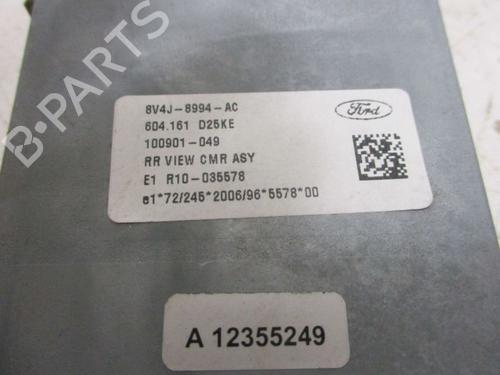 8V4J-8994-AC
604.161 D25KE
100901-049
RR VIEW CMR ASY
E1 R10-035578
e1*72/245*2006/96*5578*00
Ford
A 12355249
B-PARTS
B-PARTS